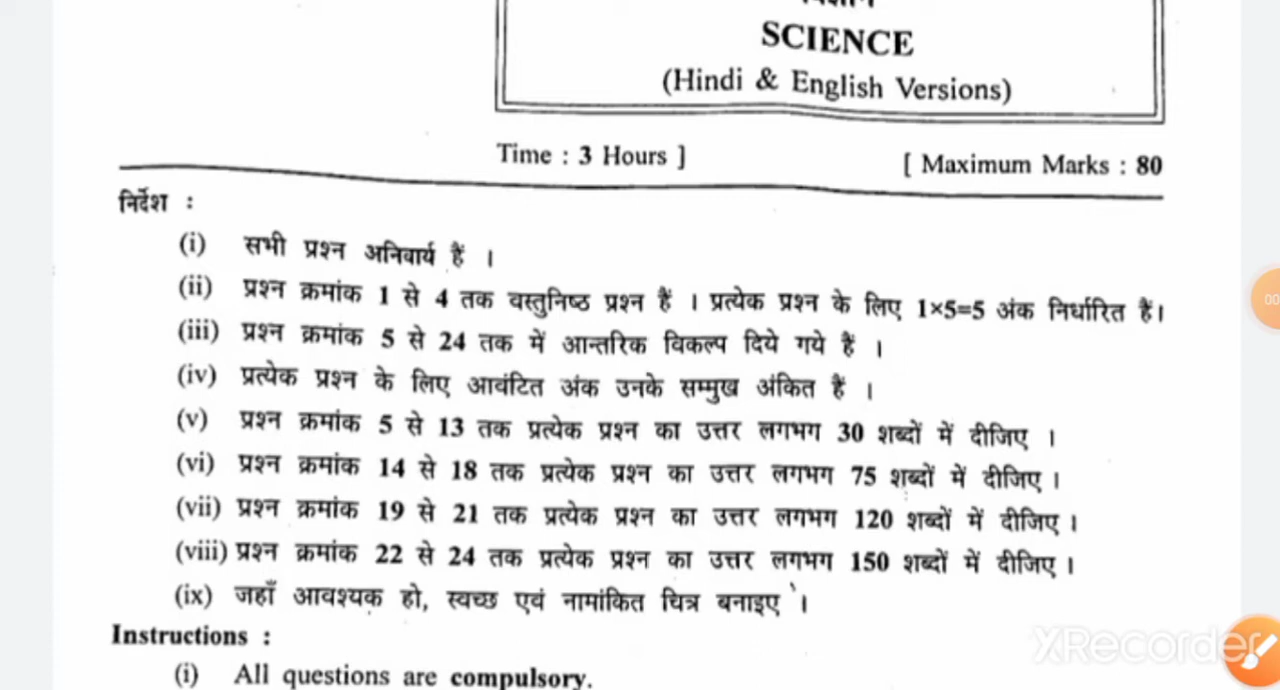 SCIENCE
(Hindi & English Versions)
Time : 3 Hours ]
[ Maximum Marks : 80
निर्देश :
(i) सभी प्रश्न अनिवार्य हैं ।
(ii) प्रश्न क्रमांक 1 से 4 तक वस्तुनिष्ठ प्रश्न हैं । प्रत्येक प्रश्न के लिए 1×5=5 अंक निर्धारित हैं।
(iii) प्रश्न क्रमांक 5 से 24 तक में आन्तरिक विकल्प दिये गये हैं ।
(iv) प्रत्येक प्रश्न के लिए आवंटित अंक उनके सम्मुख अंकित हैं ।
(v) प्रश्न क्रमांक 5 से 13 तक प्रत्येक प्रश्न का उत्तर लगभग 30 शब्दों में दीजिए ।
(vi) प्रश्न क्रमांक 14 से 18 तक प्रत्येक प्रश्न का उत्तर लगभग 75 शब्दों में दीजिए ।
(vii) प्रश्न क्रमांक 19 से 21 तक प्रत्येक प्रश्न का उत्तर लगभग 120 शब्दों में दीजिए ।
(viii) प्रश्न क्रमांक 22 से 24 तक प्रत्येक प्रश्न का उत्तर लगभग 150 शब्दों में दीजिए ।
(ix) जहाँ आवश्यक हो, स्वच्छ एवं नामांकित चित्र बनाइए ।
Instructions :
(i) All questions are compulsory.
00
XRecorder